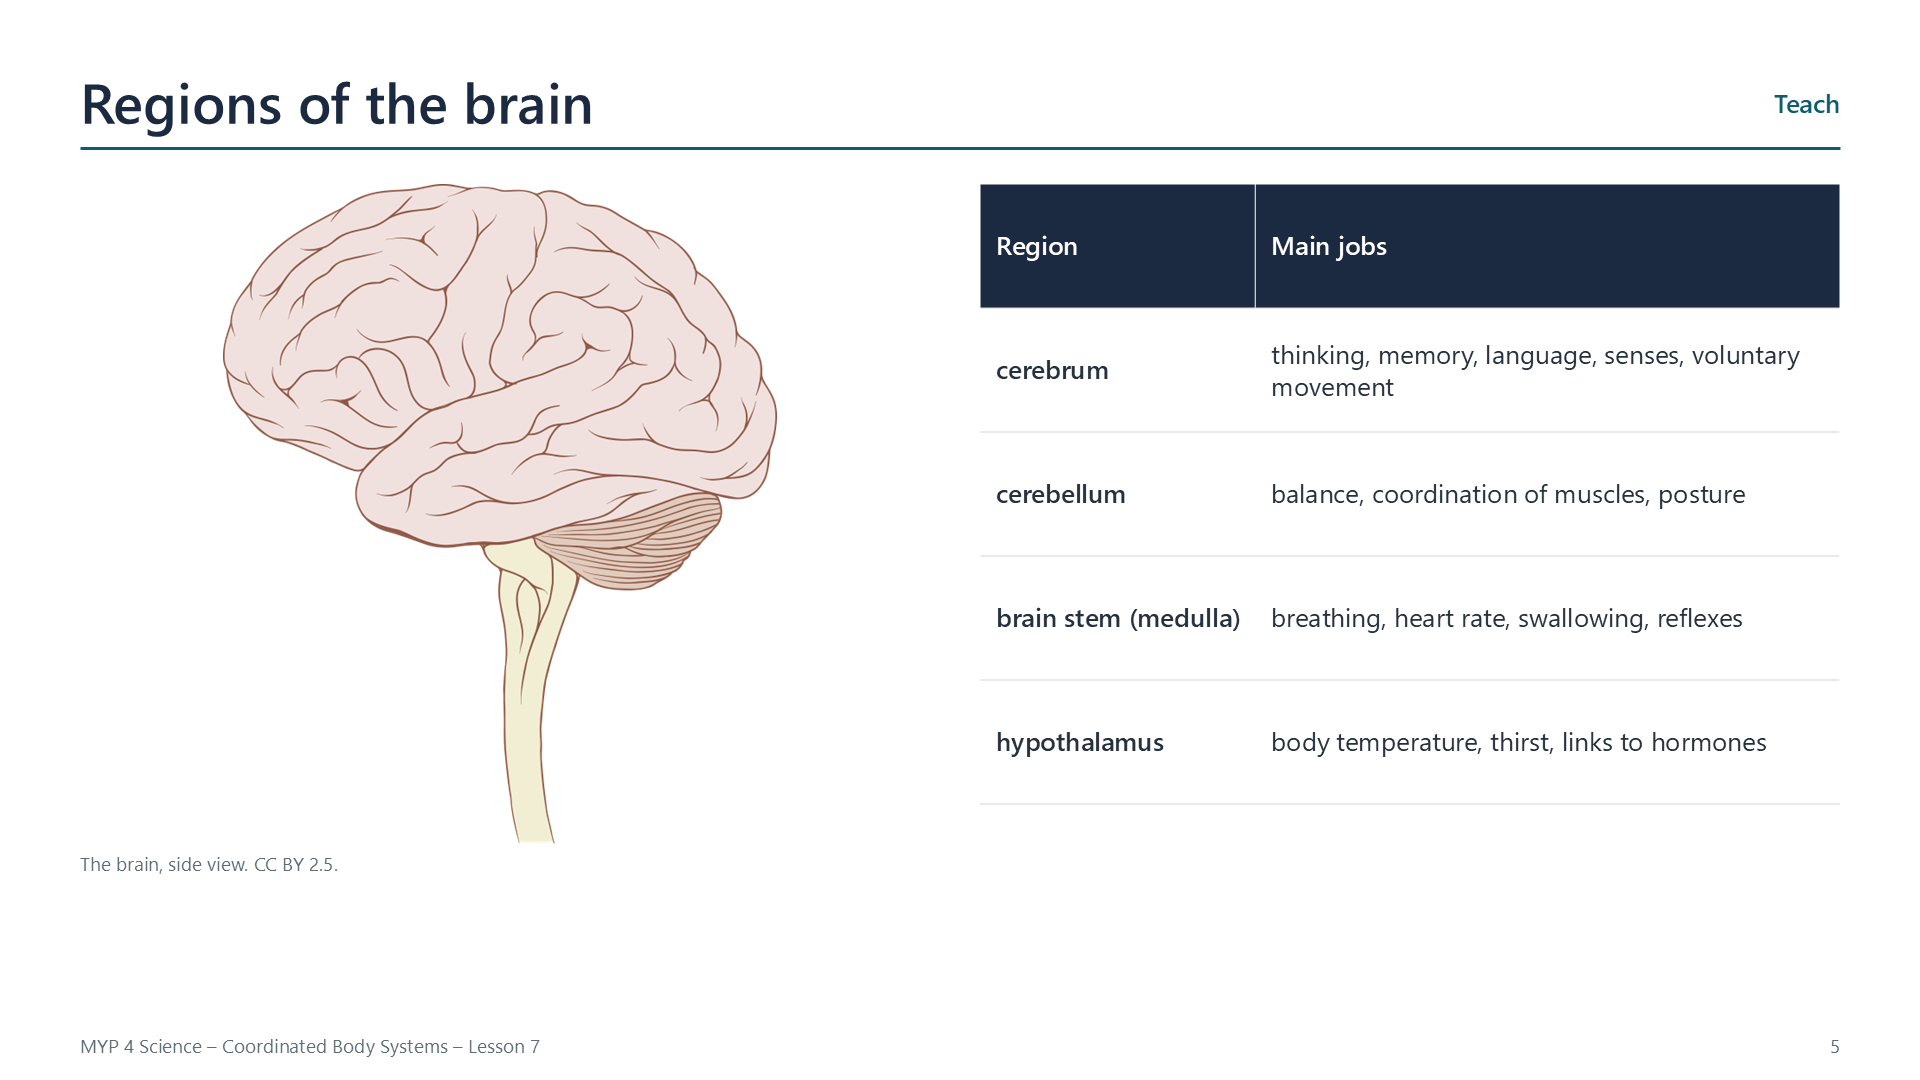 Regions of the brain
Teach
Region
Main jobs
cerebrum
thinking, memory, language, senses, voluntary
movement
cerebellum
balance, coordination of muscles, posture
brain stem (medulla)
breathing, heart rate, swallowing, reflexes
hypothalamus
body temperature, thirst, links to hormones
The brain, side view. CC BY 2.5.
MYP 4 Science – Coordinated Body Systems – Lesson 7
5